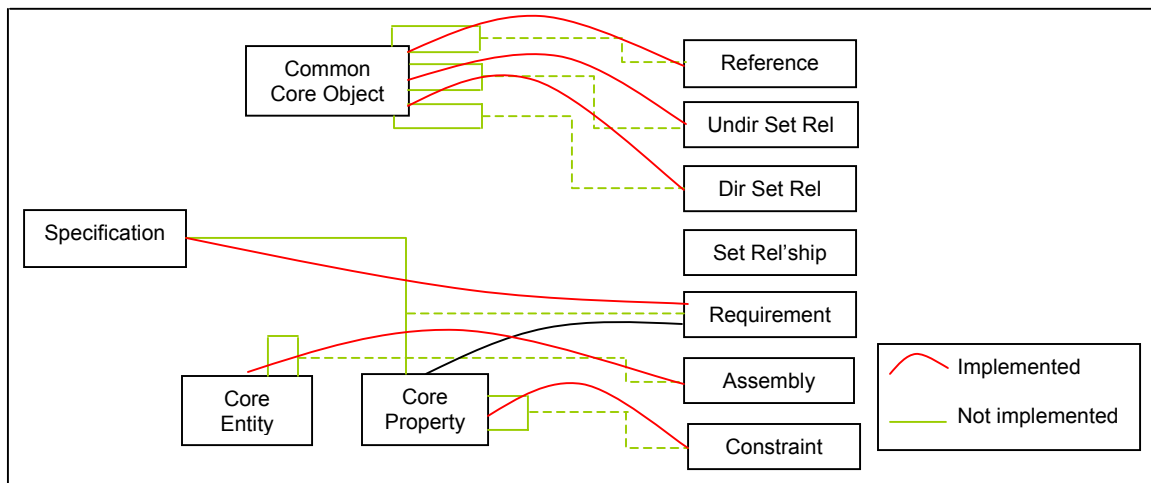 Common
Core Object
Reference
Undir Set Rel
Dir Set Rel
Specification
Set Rel’ship
Requirement
Core
Entity
Core
Property
Assembly
Constraint
Implemented
Not implemented